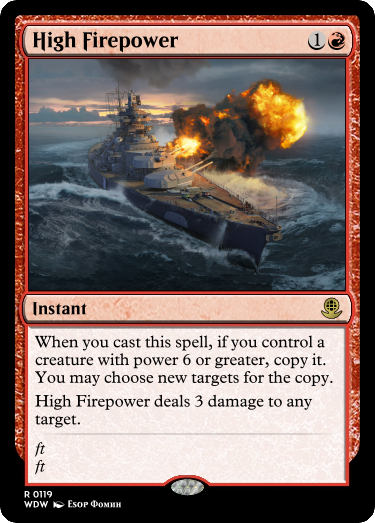 High Firepower 1
Instant
When you cast this spell, if you control a
creature with power 6 or greater, copy it.
You may choose new targets for the copy.
High Firepower deals 3 damage to any
target.
ft
ft
R 0119
WDW Esop Фомин